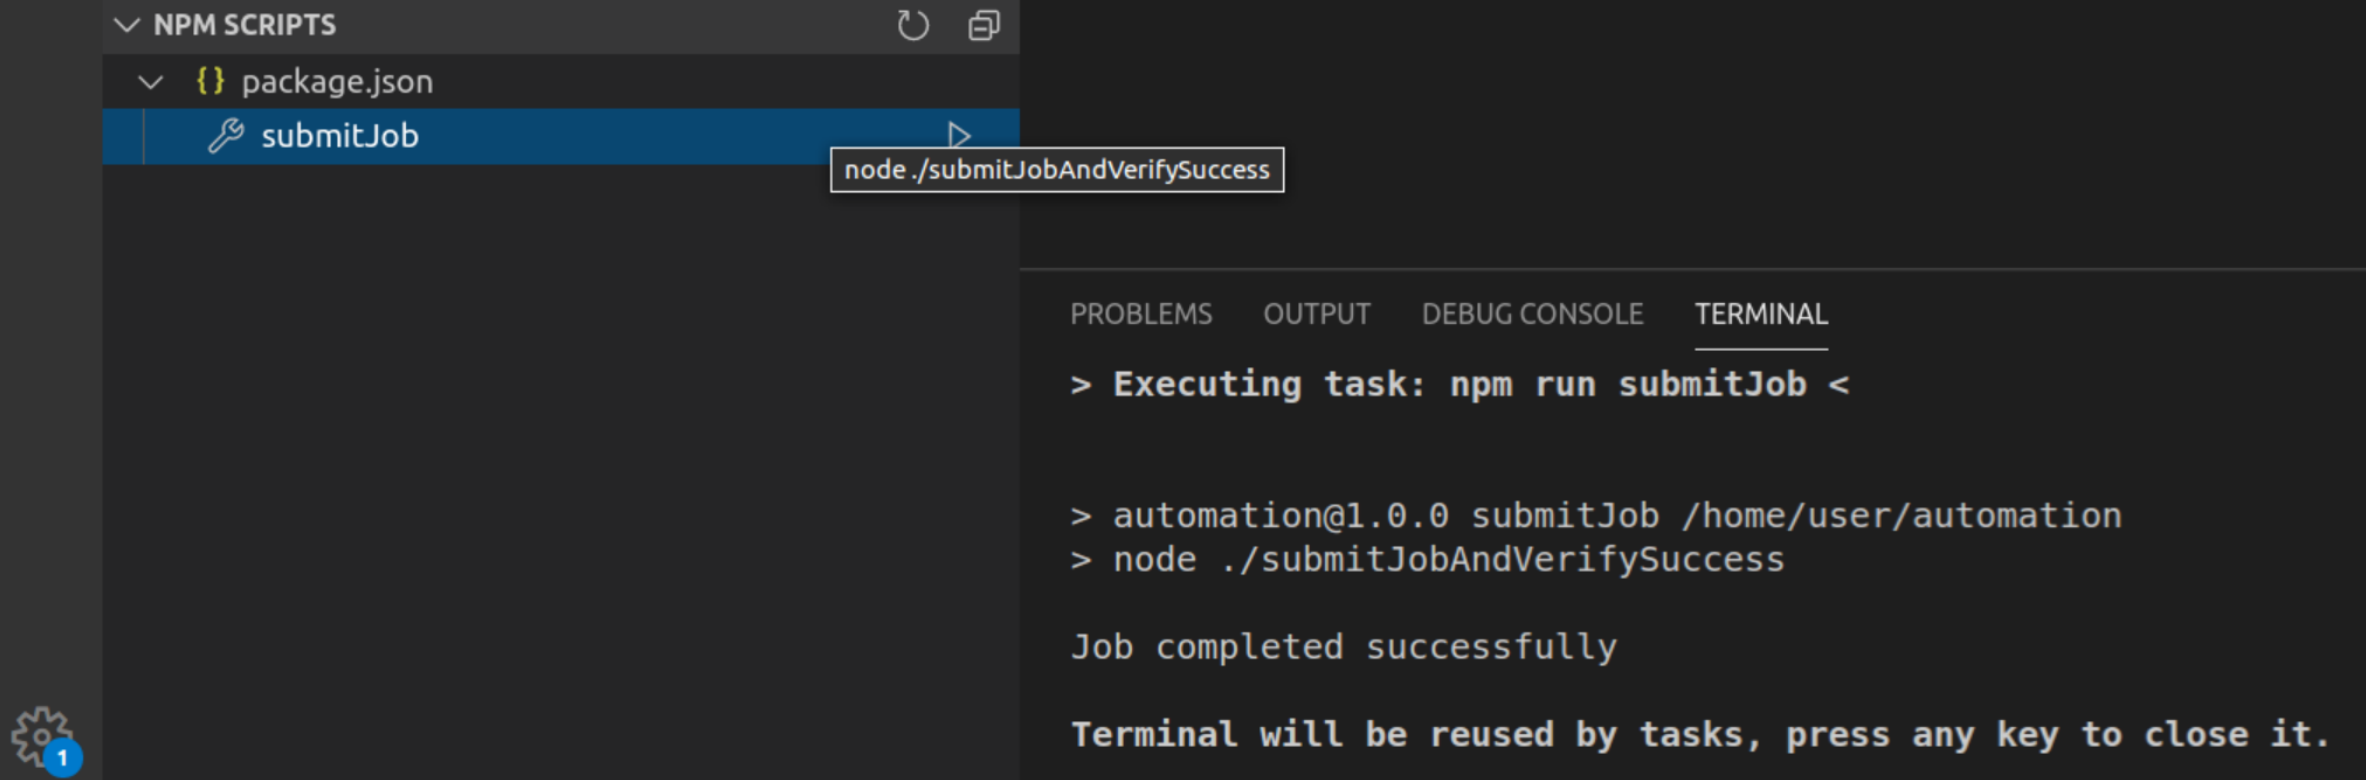 NPM SCRIPTS
{} package.json
submitJob
node ./submitJobAndVerifySuccess
PROBLEMS OUTPUT DEBUG CONSOLE TERMINAL
> Executing task: npm run submitJob <
> automation@1.0.0 submitJob /home/user/automation
> node ./submitJobAndVerifySuccess
Job completed successfully
Terminal will be reused by tasks, press any key to close it.
1